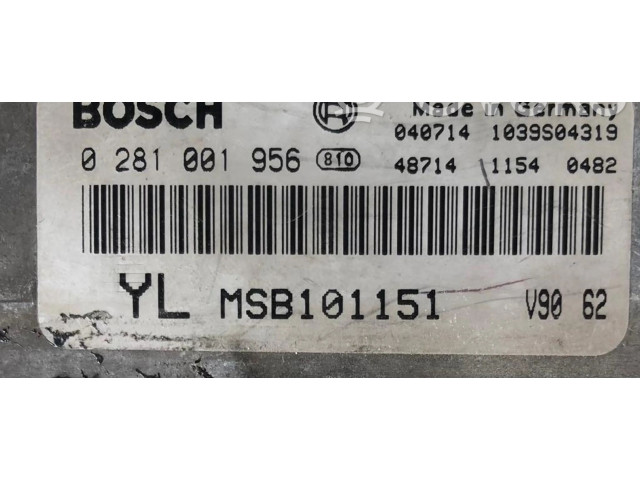 BOSCH Made in Germany
040714 1039S04319
0 281 001 956 810 48714 1154 0482
YL MSB101151 V90 62